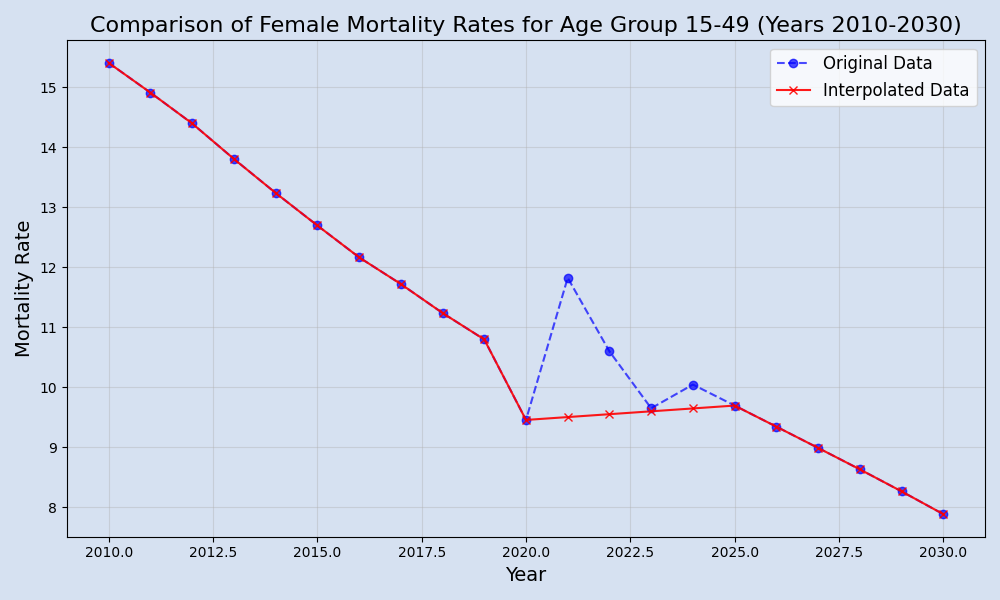 Comparison of Female Mortality Rates for Age Group 15-49 (Years 2010-2030)
Original Data
Interpolated Data
Mortality Rate
15
14
13
12
11
10
9
8
2010.0 2012.5 2015.0 2017.5 2020.0 2022.5 2025.0 2027.5 2030.0
Year